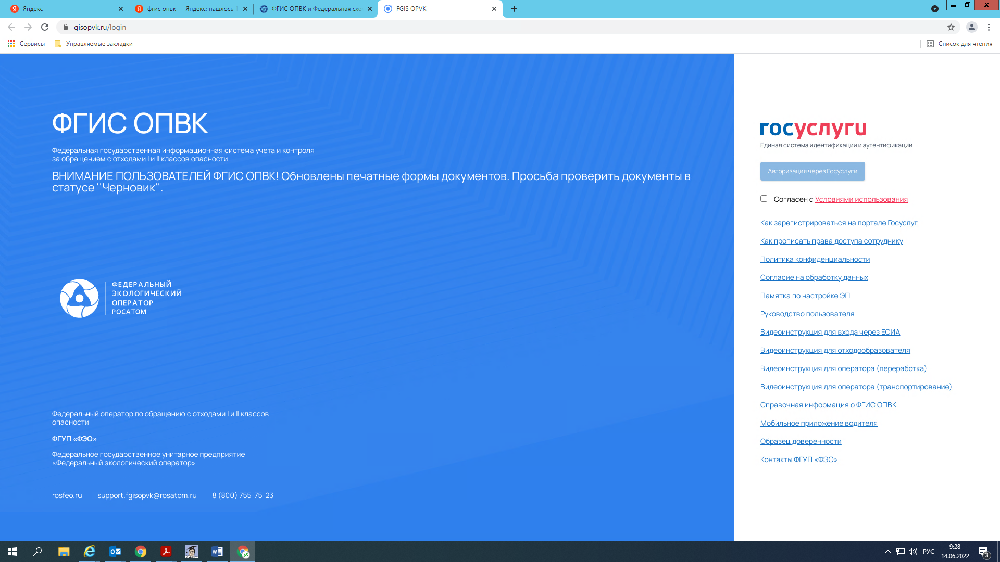 Яндекс
фгис опвк — Яндекс: нашлось 1
ФГИС ОПВК и Федеральная схе
FGIS OPVK
gisopvk.ru/login
Сервисы
Управляемые закладки
Список для чтения
ФГИС ОПВК
Федеральная государственная информационная система учета и контроля
за обращением с отходами I и II классов опасности
ВНИМАНИЕ ПОЛЬЗОВАТЕЛЕЙ ФГИС ОПВК! Обновлены печатные формы документов. Просьба проверить документы в
статусе "Черновик".
ФЕДЕРАЛЬНЫЙ
ЭКОЛОГИЧЕСКИЙ
ОПЕРАТОР
РОСАТОМ
Федеральный оператор по обращению с отходами I и II классов
опасности
ФГУП «ФЭО»
Федеральное государственное унитарное предприятие
«Федеральный экологический оператор»
rosfeo.ru
support.fgisopvk@rosatom.ru
8 (800) 755-75-23
госуслуги
Единая система идентификации и аутентификации
Авторизация через Госуслуги
Согласен с Условиями использования
Как зарегистрироваться на портале Госуслуг
Как прописать права доступа сотруднику
Политика конфиденциальности
Согласие на обработку данных
Памятка по настройке ЭП
Руководство пользователя
Видеоинструкция для входа через ЕСИА
Видеоинструкция для отходообразователя
Видеоинструкция для оператора (переработка)
Видеоинструкция для оператора (транспортирование)
Справочная информация о ФГИС ОПВК
Мобильное приложение водителя
Образец доверенности
Контакты ФГУП «ФЭО»
РУС
9:28
14.06.2022
3